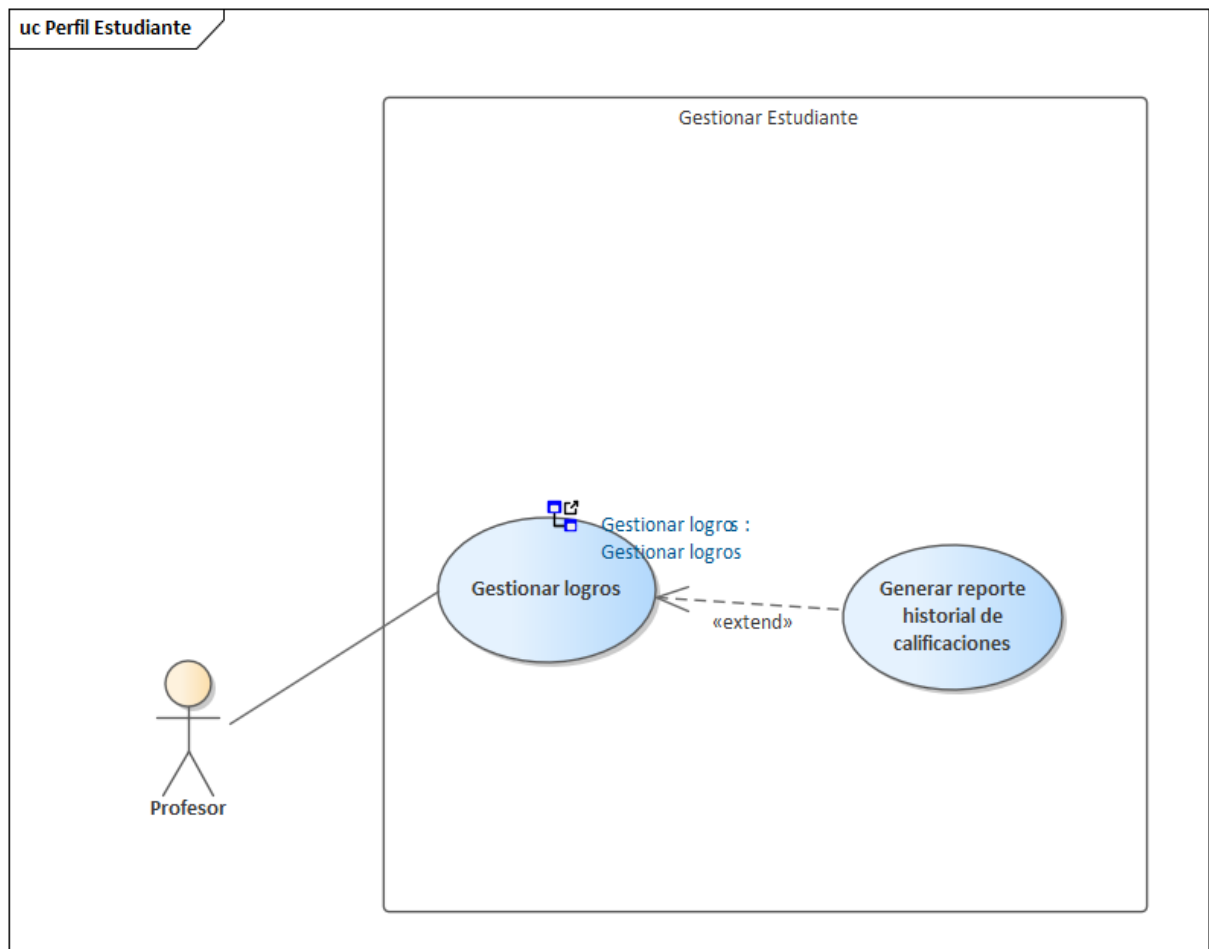 uc Perfil Estudiante
Gestionar Estudiante
Gestionar logros :
Gestionar logros
Gestionar logros
«extend»
Generar reporte
historial de
calificaciones
Profesor